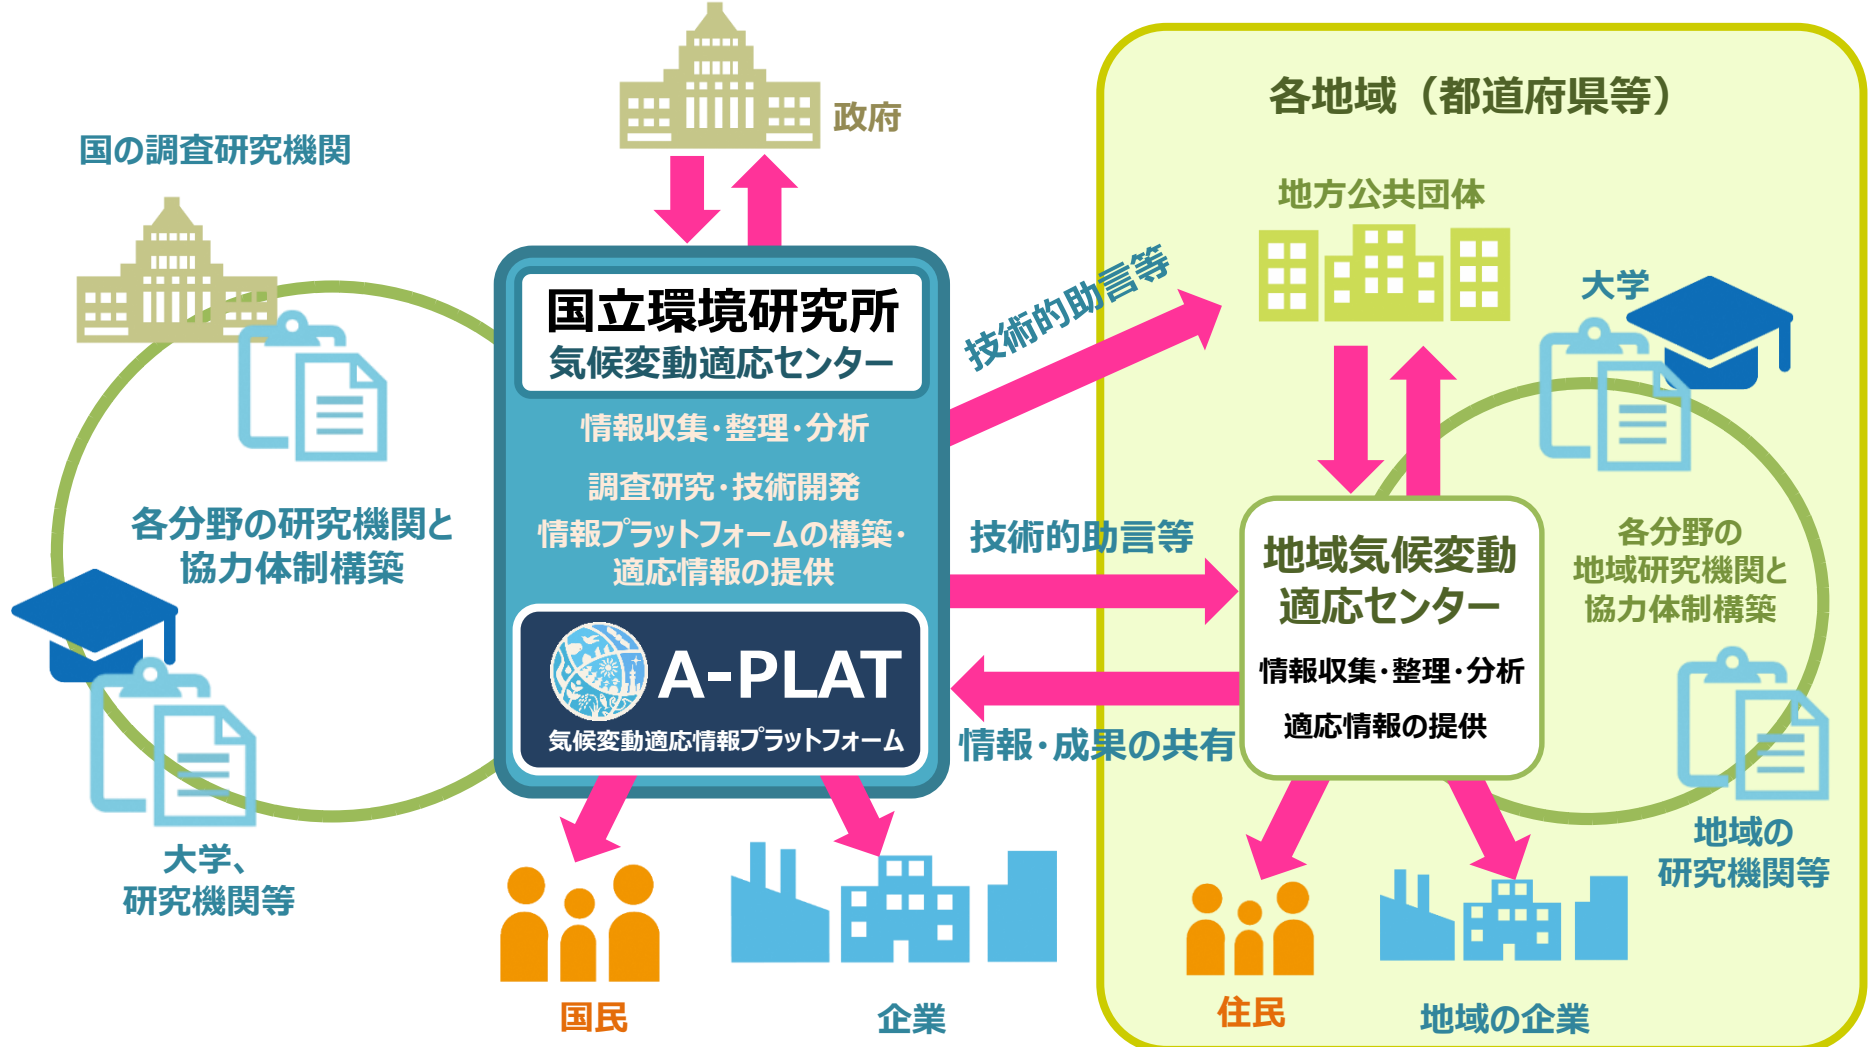 政府
国の調査研究機関
各地域（都道府県等）
地方公共団体
大学
国立環境研究所
気候変動適応センター
情報収集・整理・分析
調査研究・技術開発
情報プラットフォームの構築・
適応情報の提供
A-PLAT
気候変動適応情報プラットフォーム
各分野の研究機関と
協力体制構築
大学、
研究機関等
技術的助言等
技術的助言等
情報・成果の共有
地域気候変動
適応センター
情報収集・整理・分析
適応情報の提供
各分野の
地域研究機関と
協力体制構築
地域の
研究機関等
国民
企業
住民
地域の企業